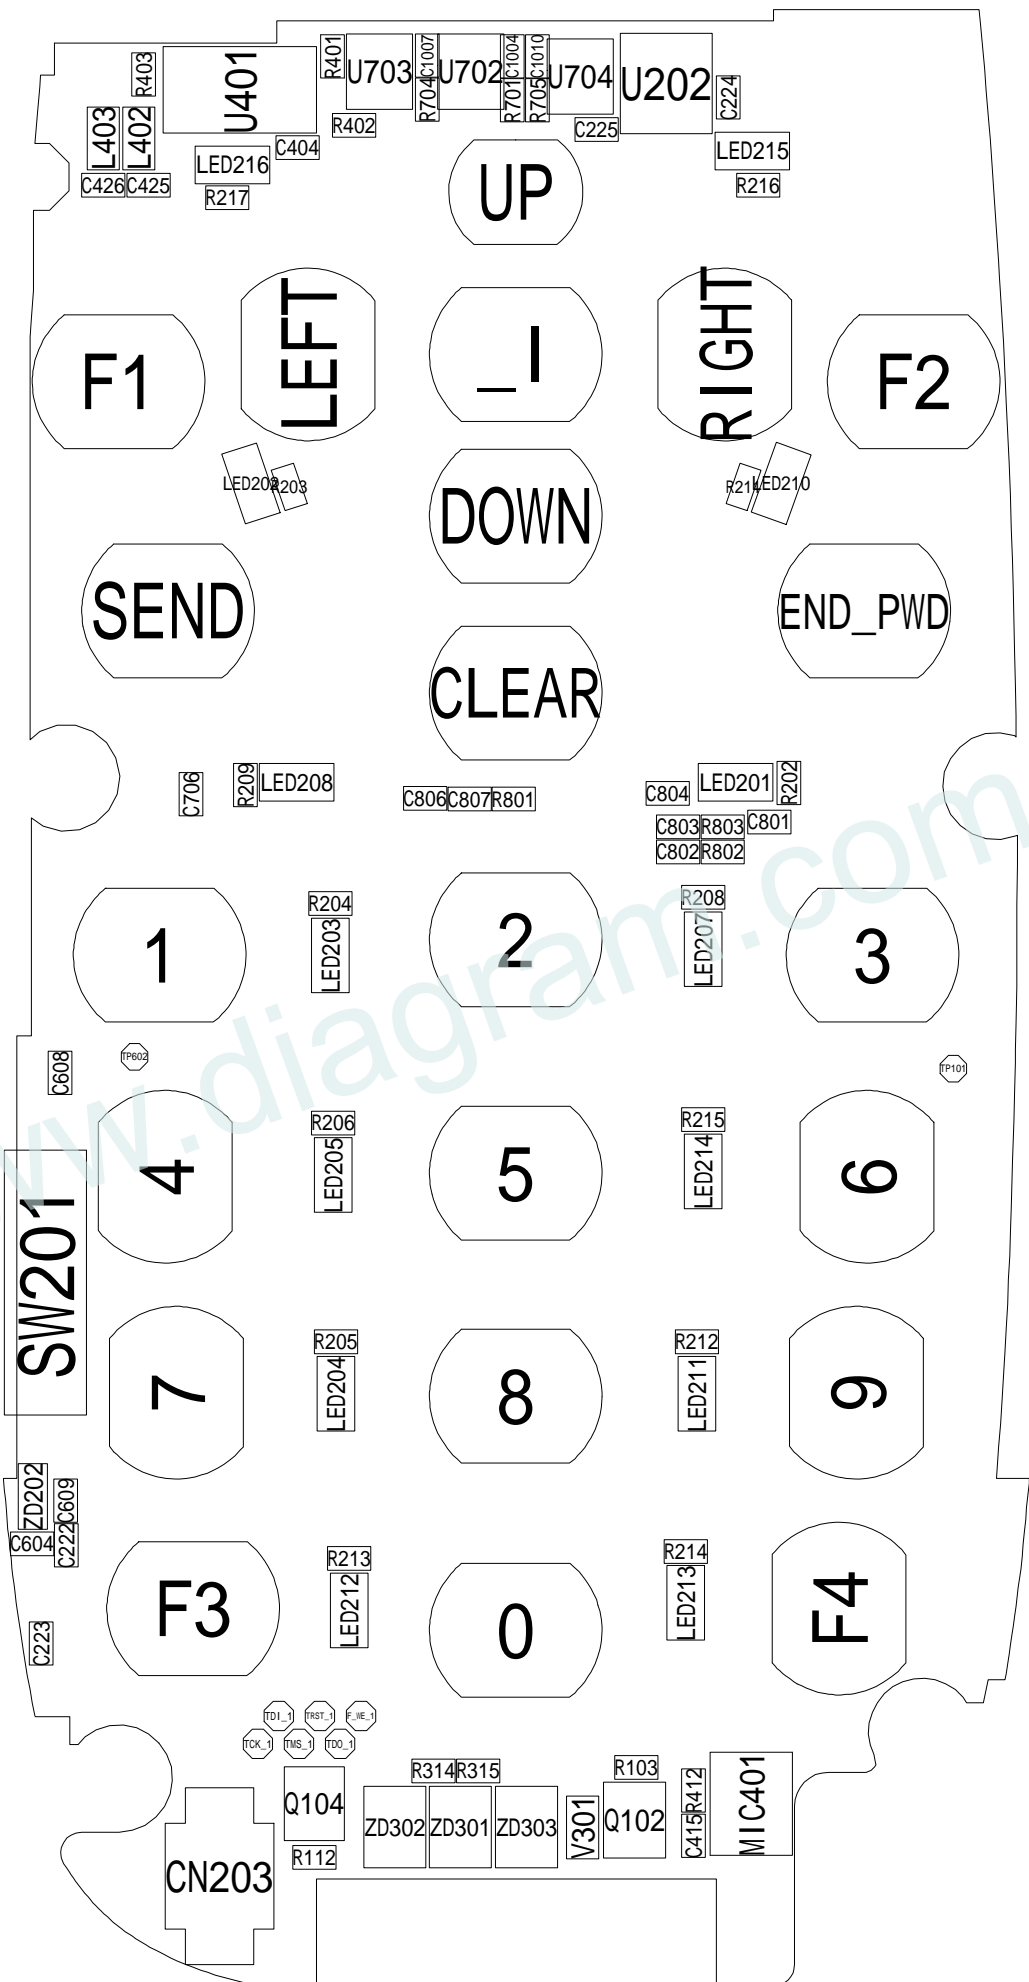 R403
U401
R401
U703
C1007
R704
U702
C1004
R701
C1010
R705
U704
U202
C224
L403
L402
R402
C225
C404
LED216
LED215
C426
C425
R217
R216
UP
LEFT
_I
RIGHT
F1
F2
LED202
R203
R214
LED210
DOWN
SEND
END_PWD
CLEAR
C706
R209
LED208
C806
C807
R801
C804
LED201
R202
C803
R803
C801
C802
R802
R204
LED203
R208
LED207
1
2
3
www.diagram.com
C608
TP602
TP101
R206
LED205
R215
LED214
4
5
6
SW201
R205
LED204
R212
LED211
7
8
9
ZD202
C609
C604
C222
R213
LED212
R214
LED213
F3
0
F4
C223
TDI_1
TRST_1
F_WE_1
TCK_1
TMS_1
TDO_1
R314
R315
R103
R412
MIC401
Q104
ZD302
ZD301
ZD303
V301
Q102
C415
R112
CN203